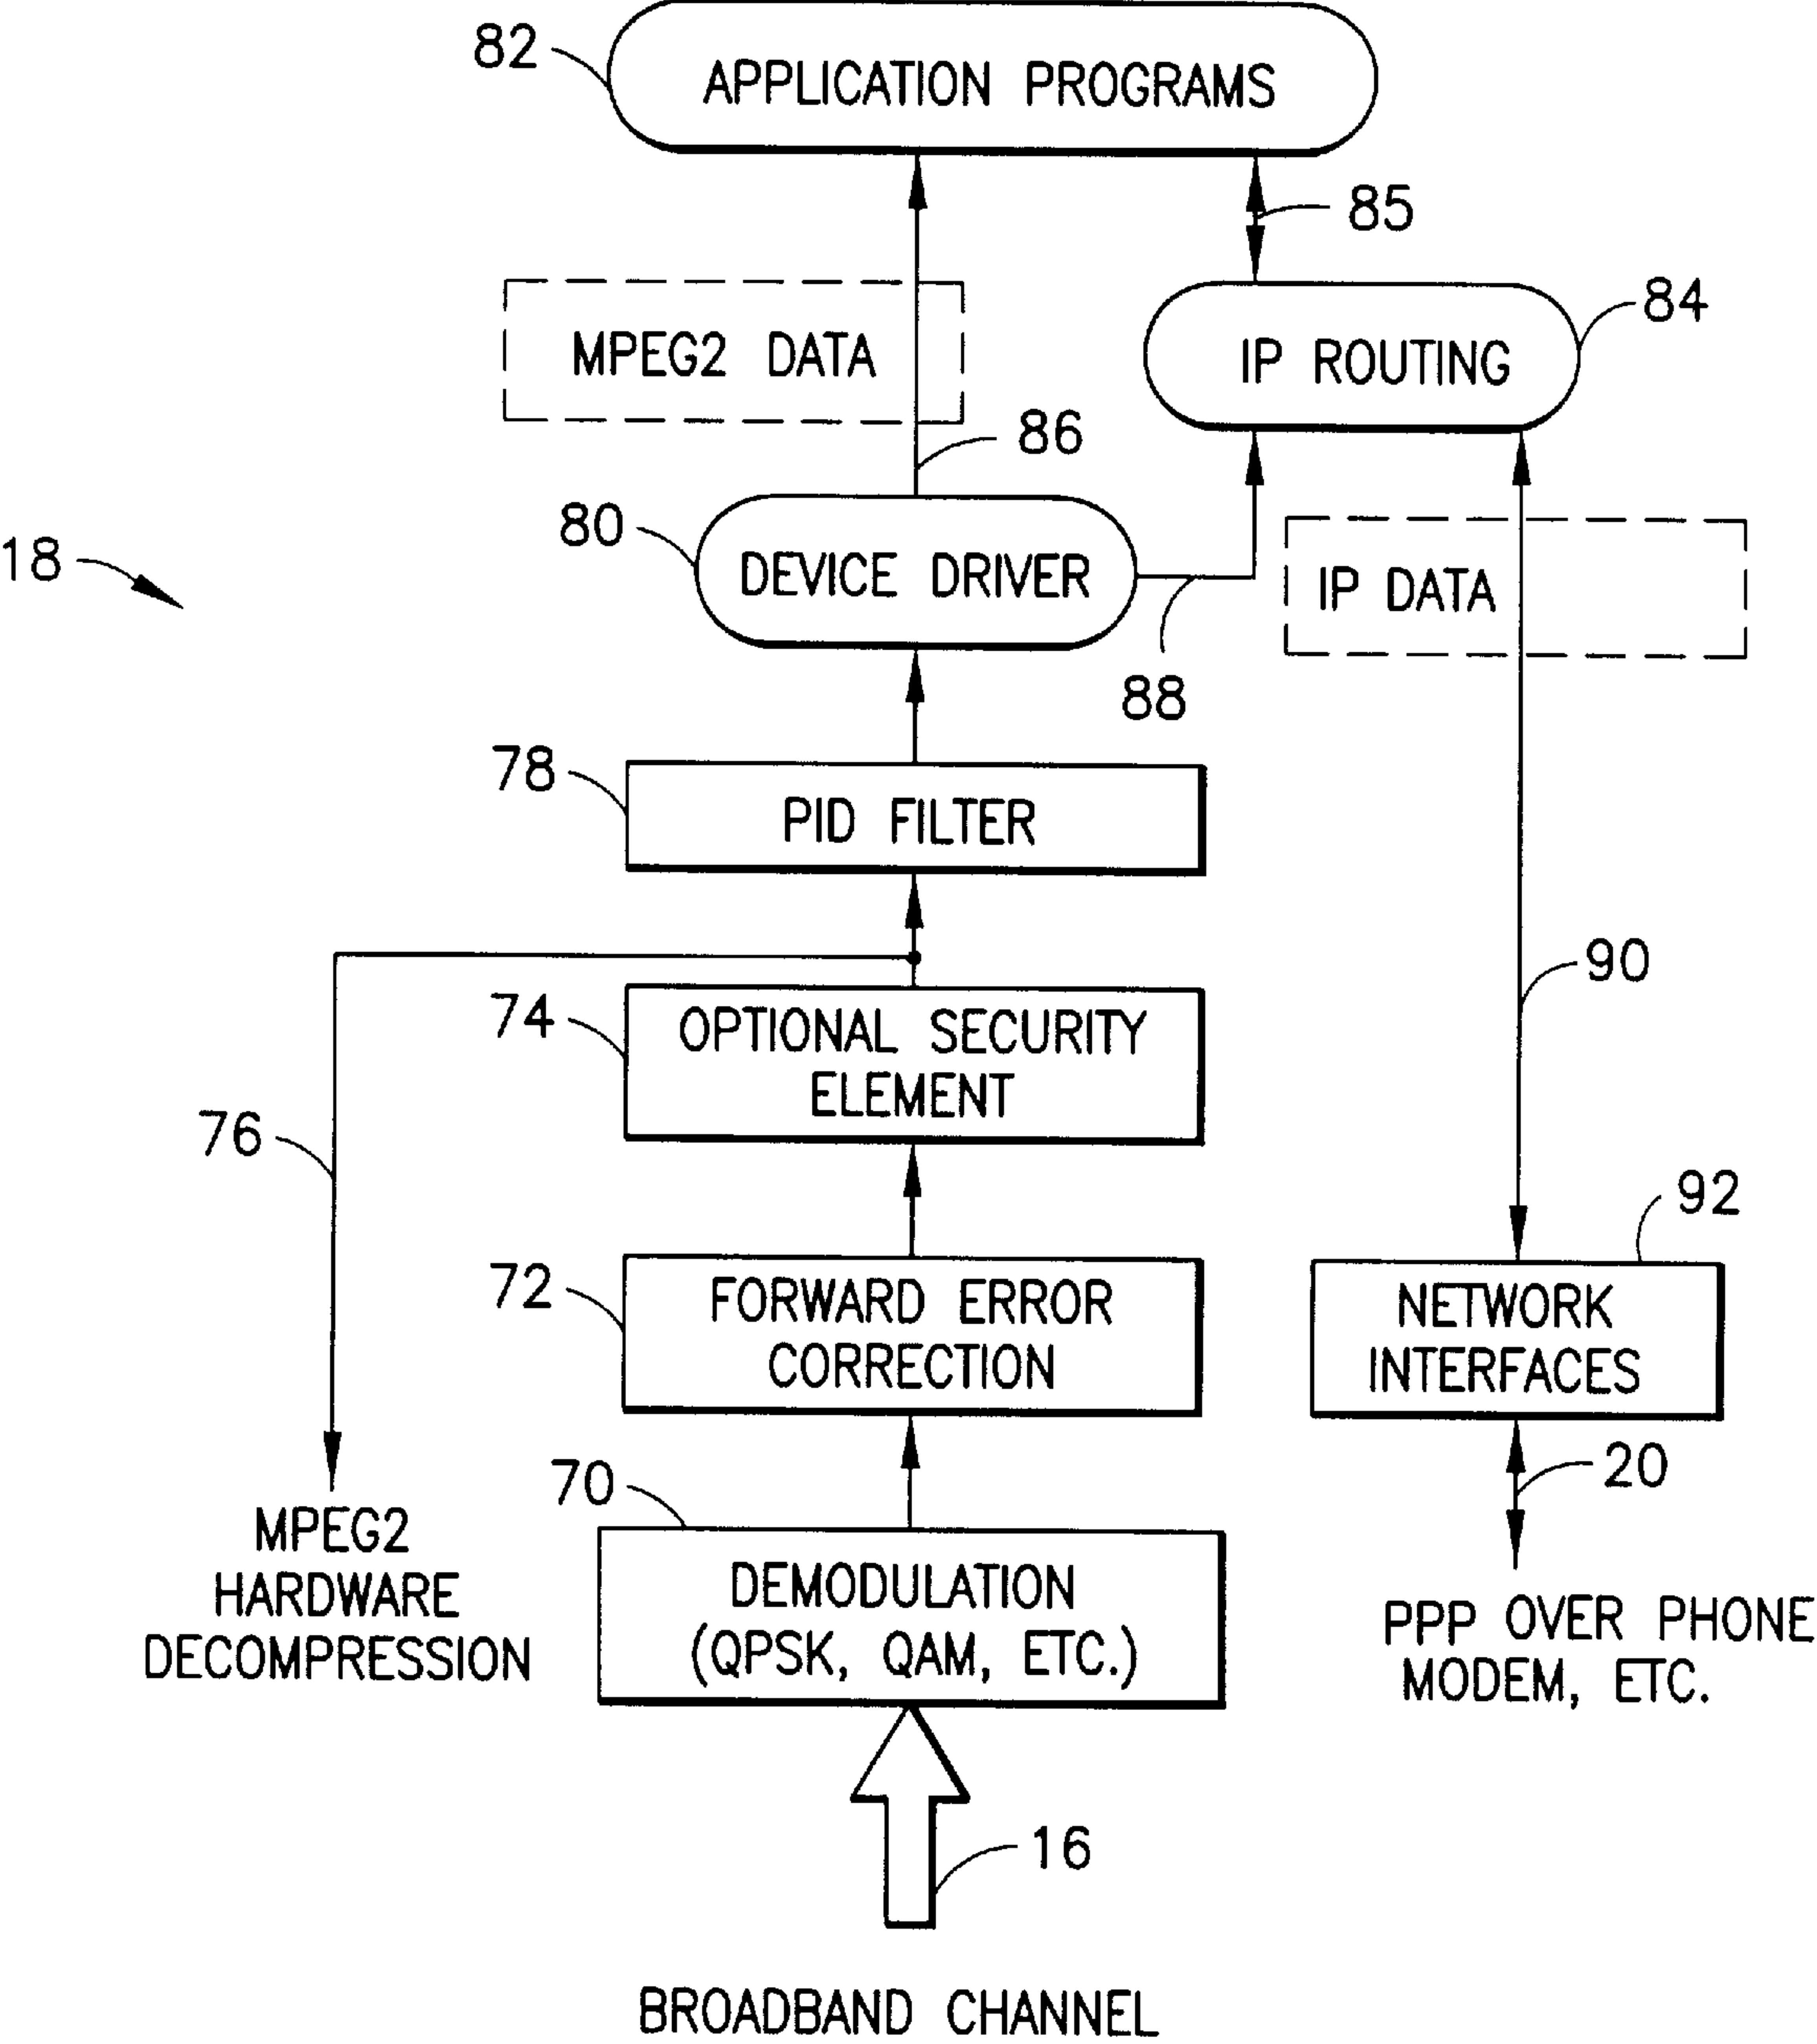 82
APPLICATION PROGRAMS
85
MPEG2 DATA
84
IP ROUTING
86
18
80
DEVICE DRIVER
IP DATA
88
78
PID FILTER
90
74
OPTIONAL SECURITY
ELEMENT
76
92
72
FORWARD ERROR
CORRECTION
NETWORK
INTERFACES
20
70
MPEG2
HARDWARE
DECOMPRESSION
DEMODULATION
(QPSK, QAM, ETC.)
PPP OVER PHONE
MODEM, ETC.
16
BROADBAND CHANNEL